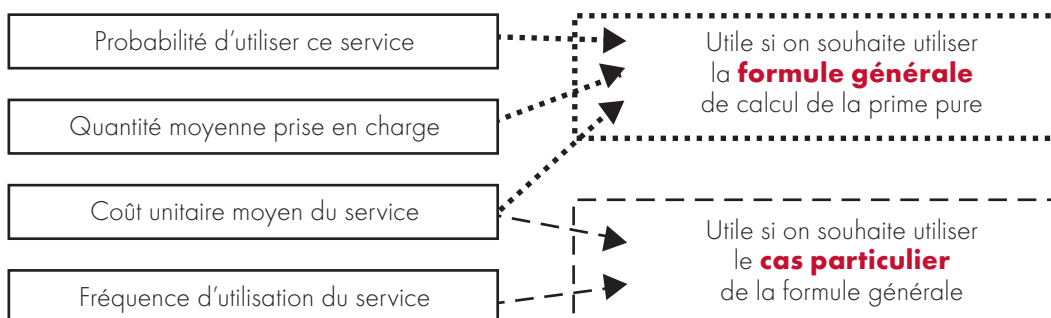 Probabilité d'utiliser ce service
Quantité moyenne prise en charge
Coût unitaire moyen du service
Fréquence d'utilisation du service
Utile si on souhaite utiliser
la formule générale
de calcul de la prime pure
Utile si on souhaite utiliser
le cas particulier
de la formule générale